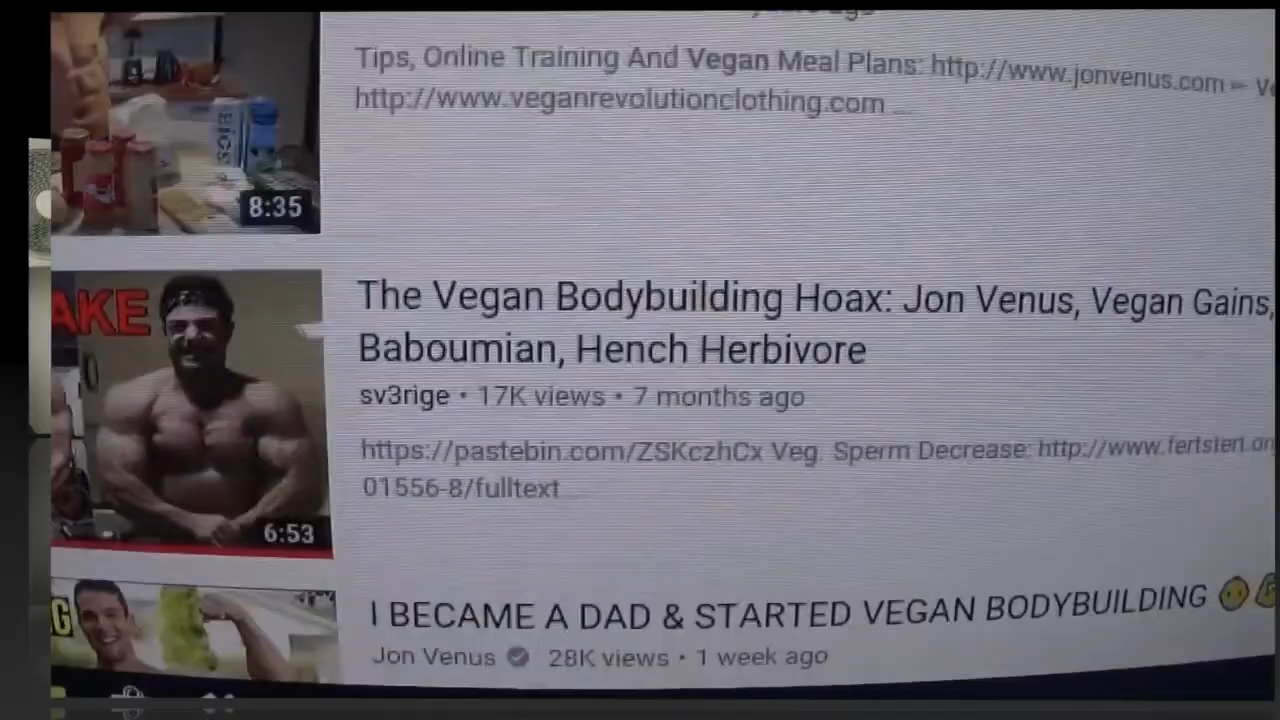 Tips, Online Training And Vegan Meal Plans: http://www.jonvenus.com
http://www.veganrevolutionclothing.com ...
RICE
8:35
AKE
The Vegan Bodybuilding Hoax: Jon Venus, Vegan Gains,
Baboumian, Hench Herbivore
sv3rige • 17K views • 7 months ago
https://pastebin.com/ZSKczhCx Veg. Sperm Decrease: http://www.fertstert.or
01556-8/fulltext ...
6:53
G
I BECAME A DAD & STARTED VEGAN BODYBUILDING
Jon Venus 28K views • 1 week ago